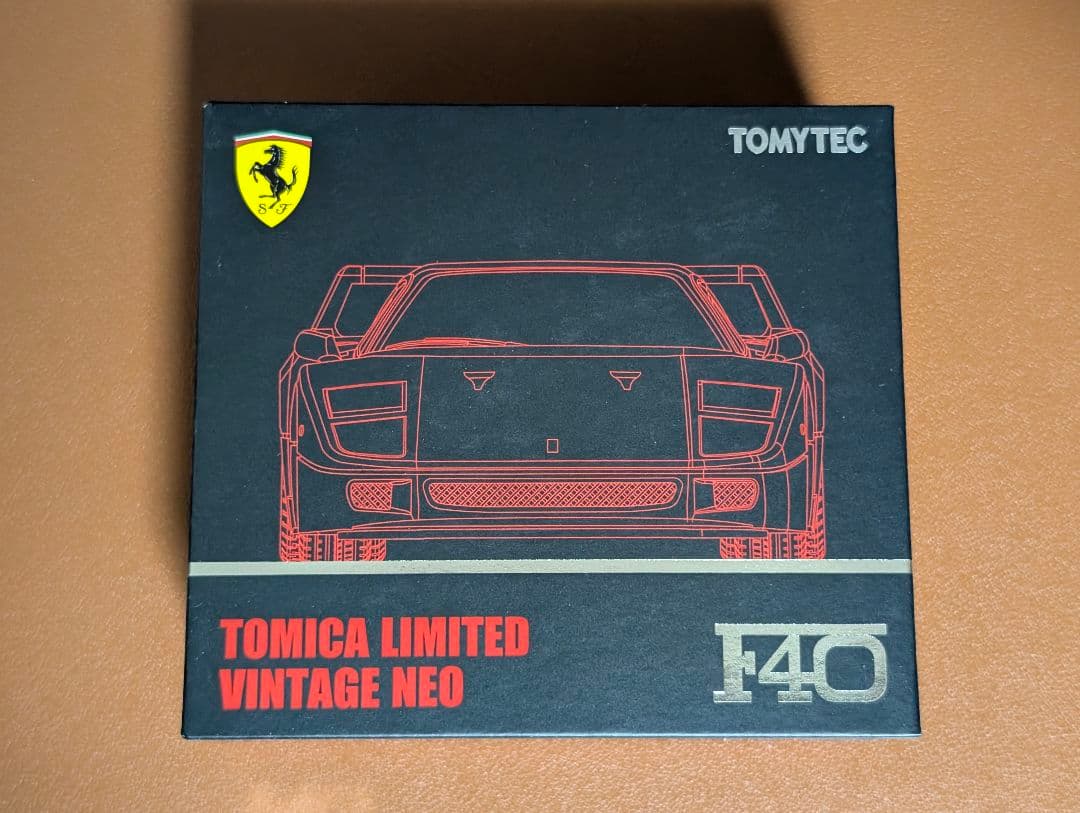 TOMYTEC
S F
TOMICA LIMITED
VINTAGE NEO
F40